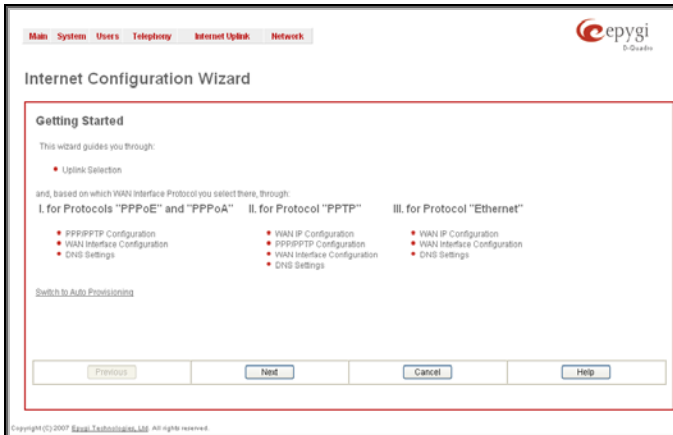 Main System Users Telephony Internet Uplink Network
epygi
D-Quadro
Internet Configuration Wizard
Getting Started
This wizard guides you through:
Uplink Selection
and, based on which WAN Interface Protocol you select there, through:
I. for Protocols "PPPoE" and "PPPoA"
PPP/PPTP Configuration
WAN Interface Configuration
DNS Settings
II. for Protocol "PPTP"
WAN IP Configuration
PPP/PPTP Configuration
WAN Interface Configuration
DNS Settings
III. for Protocol "Ethernet"
WAN IP Configuration
WAN Interface Configuration
DNS Settings
Switch to Auto Provisioning
Previous Next Cancel Help
Copyright (C) 2007 Epygi Technologies, Ltd. All rights reserved.